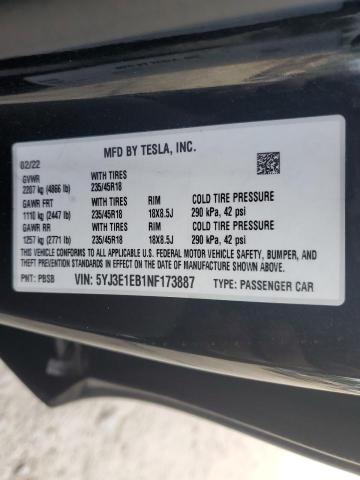 MFD BY TESLA, INC.
02/22
GVWR WITH TIRES
2207 kg (4866 lb) 235/45R18
GAWR FRT WITH TIRES RIM COLD TIRE PRESSURE
1110 kg (2447 lb) 235/45R18 18X8.5J 290 kPa, 42 psi
GAWR RR WITH TIRES RIM COLD TIRE PRESSURE
1257 kg (2771 lb) 235/45R18 18X8.5J 290 kPa, 42 psi
THIS VEHICLE CONFORMS TO ALL APPLICABLE U.S. FEDERAL MOTOR VEHICLE SAFETY, BUMPER, AND
THEFT PREVENTION STANDARDS IN EFFECT ON THE DATE OF MANUFACTURE SHOWN ABOVE.
PNT: PBSB VIN: 5YJ3E1EB1NF173887 TYPE: PASSENGER CAR